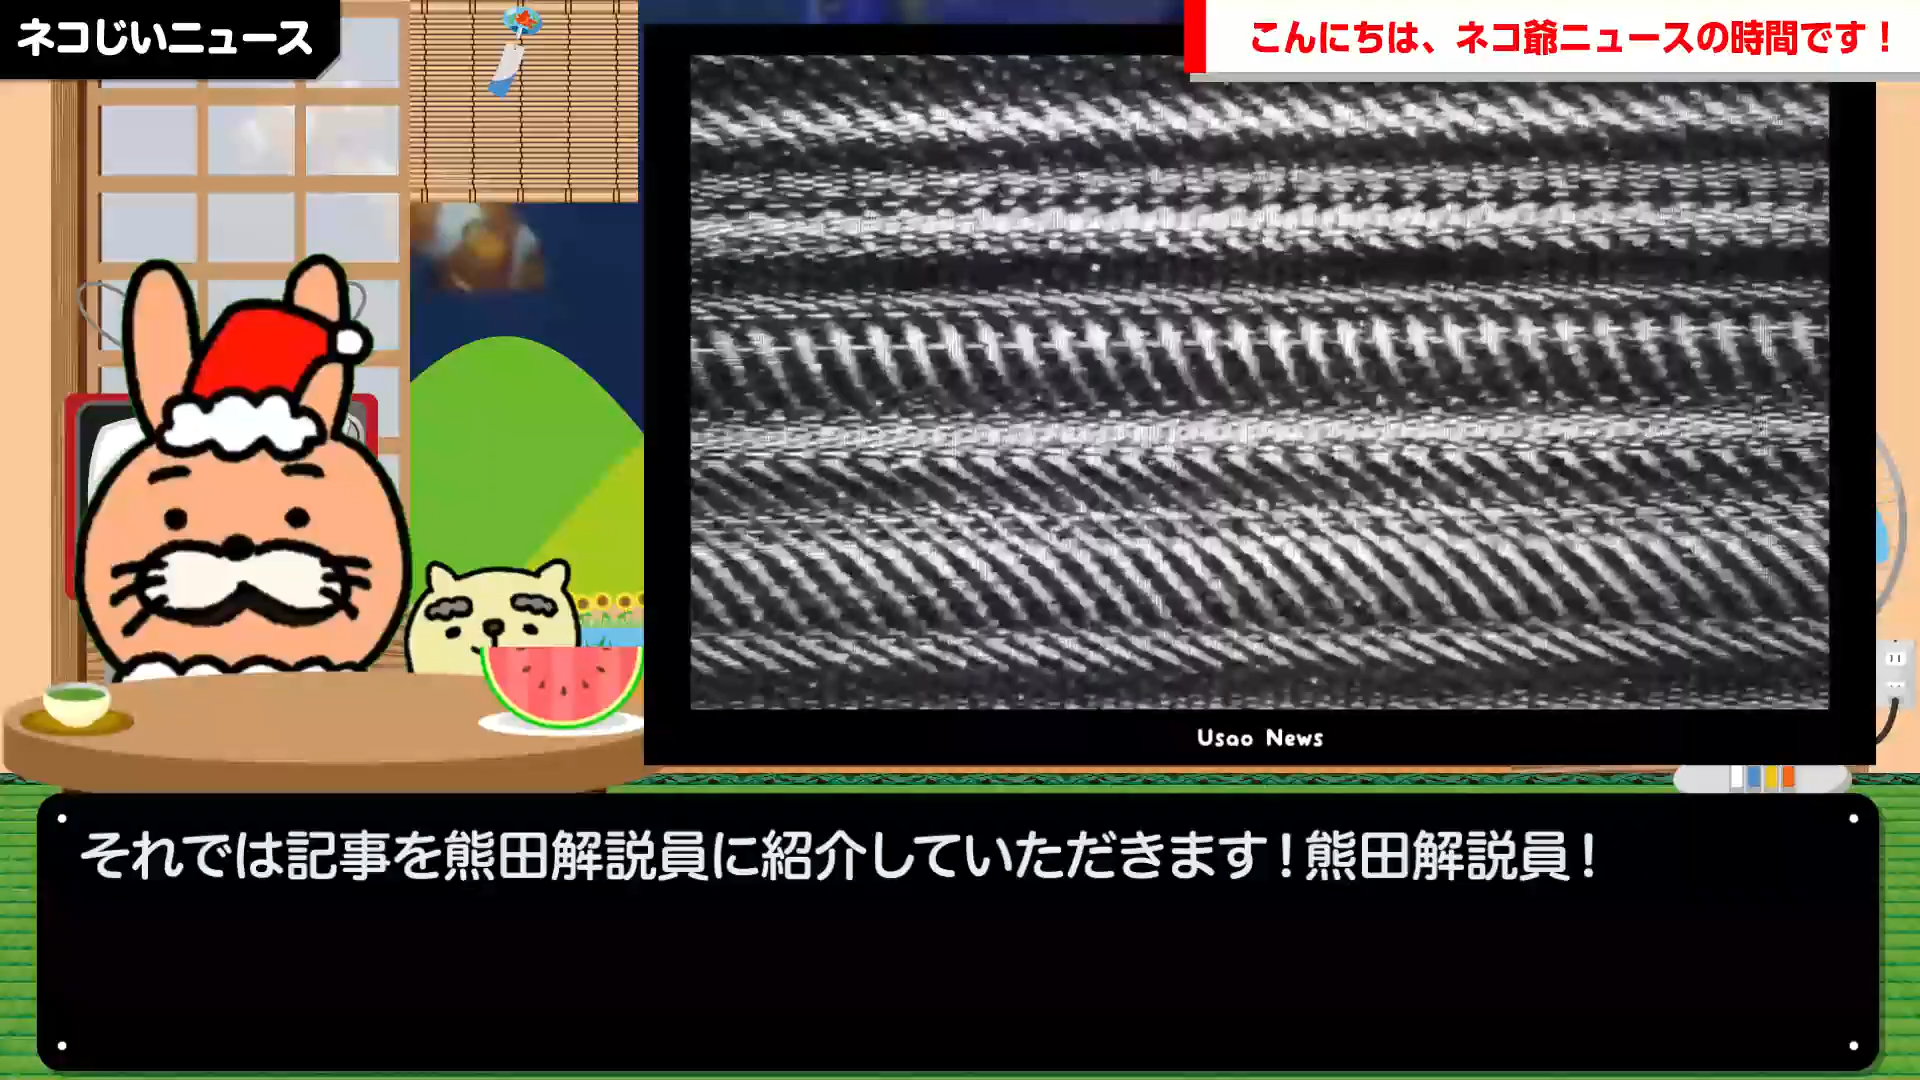 ネコじいニュース
こんにちは、ネコ爺ニュースの時間です！
Usao News
それでは記事を熊田解説員に紹介していただきます！熊田解説員！